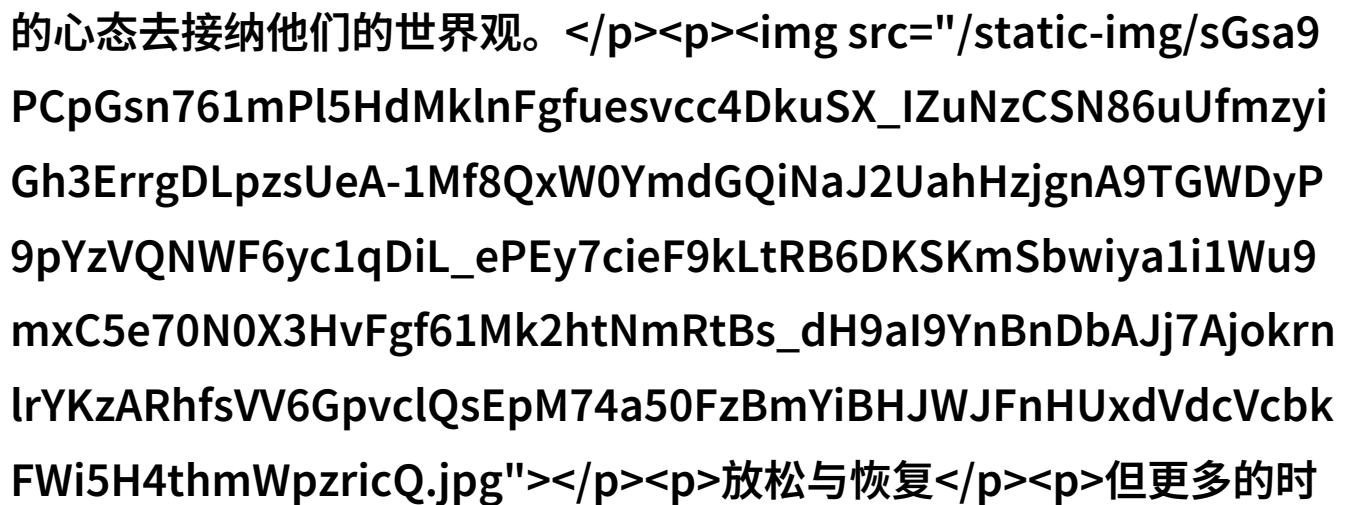 的心态去接纳他们的世界观。</p><p><img src="/static-img/sGsa9
PCpGsn761mPl5HdMklnFgfuesvcc4DkuSX_IZuNzCSN86uUfmzyi
Gh3ErrgDLpzsUeA-1Mf8QxW0YmdGQiNaJ2UahHzjgnA9TGWDyP
9pYzVQNWF6yc1qDiL_ePEy7cieF9kLtRB6DKSKmSbwiya1i1Wu9
mxC5e70N0X3HvFgf61Mk2htNmRtBs_dH9aI9YnBnDbAJj7Ajokrn
lrYKzARhfsVV6GpvclQsEpM74a50FzBmYiBHJWJFnHUxdVdcVcbk
FWi5H4thmWpzricQ.jpg"></p><p>放松与恢复</p><p>但更多的时